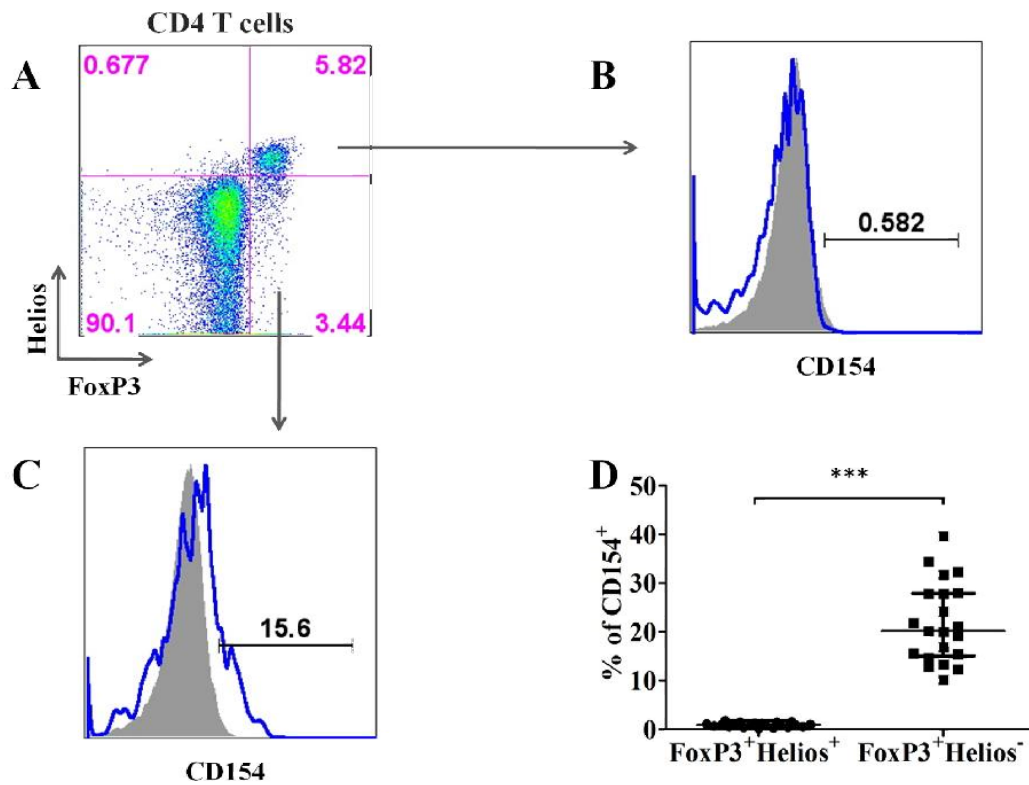 CD4 T cells
A
0.677
5.82
90.1
3.44
Helios
FoxP3
B
0.582
CD154
C
15.6
CD154
D
***
% of CD154⁺
50
40
30
20
10
0
FoxP3⁺Helios⁺ FoxP3⁺Helios⁻